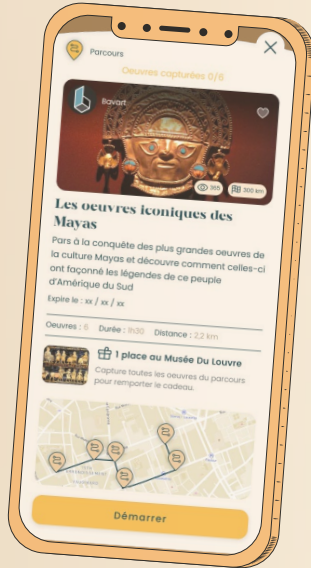 Parcours
Oeuvres capturées 0/6
Bavart
365
300 km
Les oeuvres iconiques des
Mayas
Pars à la conquête des plus grandes oeuvres de
la culture Mayas et découvre comment celles-ci
ont façonné les légendes de ce peuple
d'Amérique du Sud
Expire le : xx / xx / xx
Oeuvres : 6 Durée : 1h30 Distance : 2,2 km
1 place au Musée Du Louvre
Capture toutes les oeuvres du parcours
pour remporter le cadeau.
Démarrer